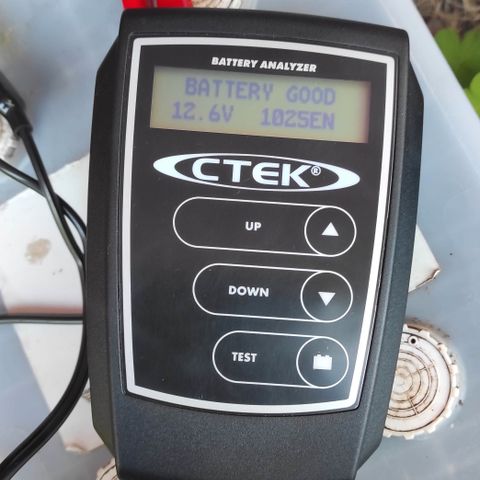 BATTERY ANALYZER
BATTERY GOOD
12.6V 1025EN
CTEK®
UP
DOWN
TEST